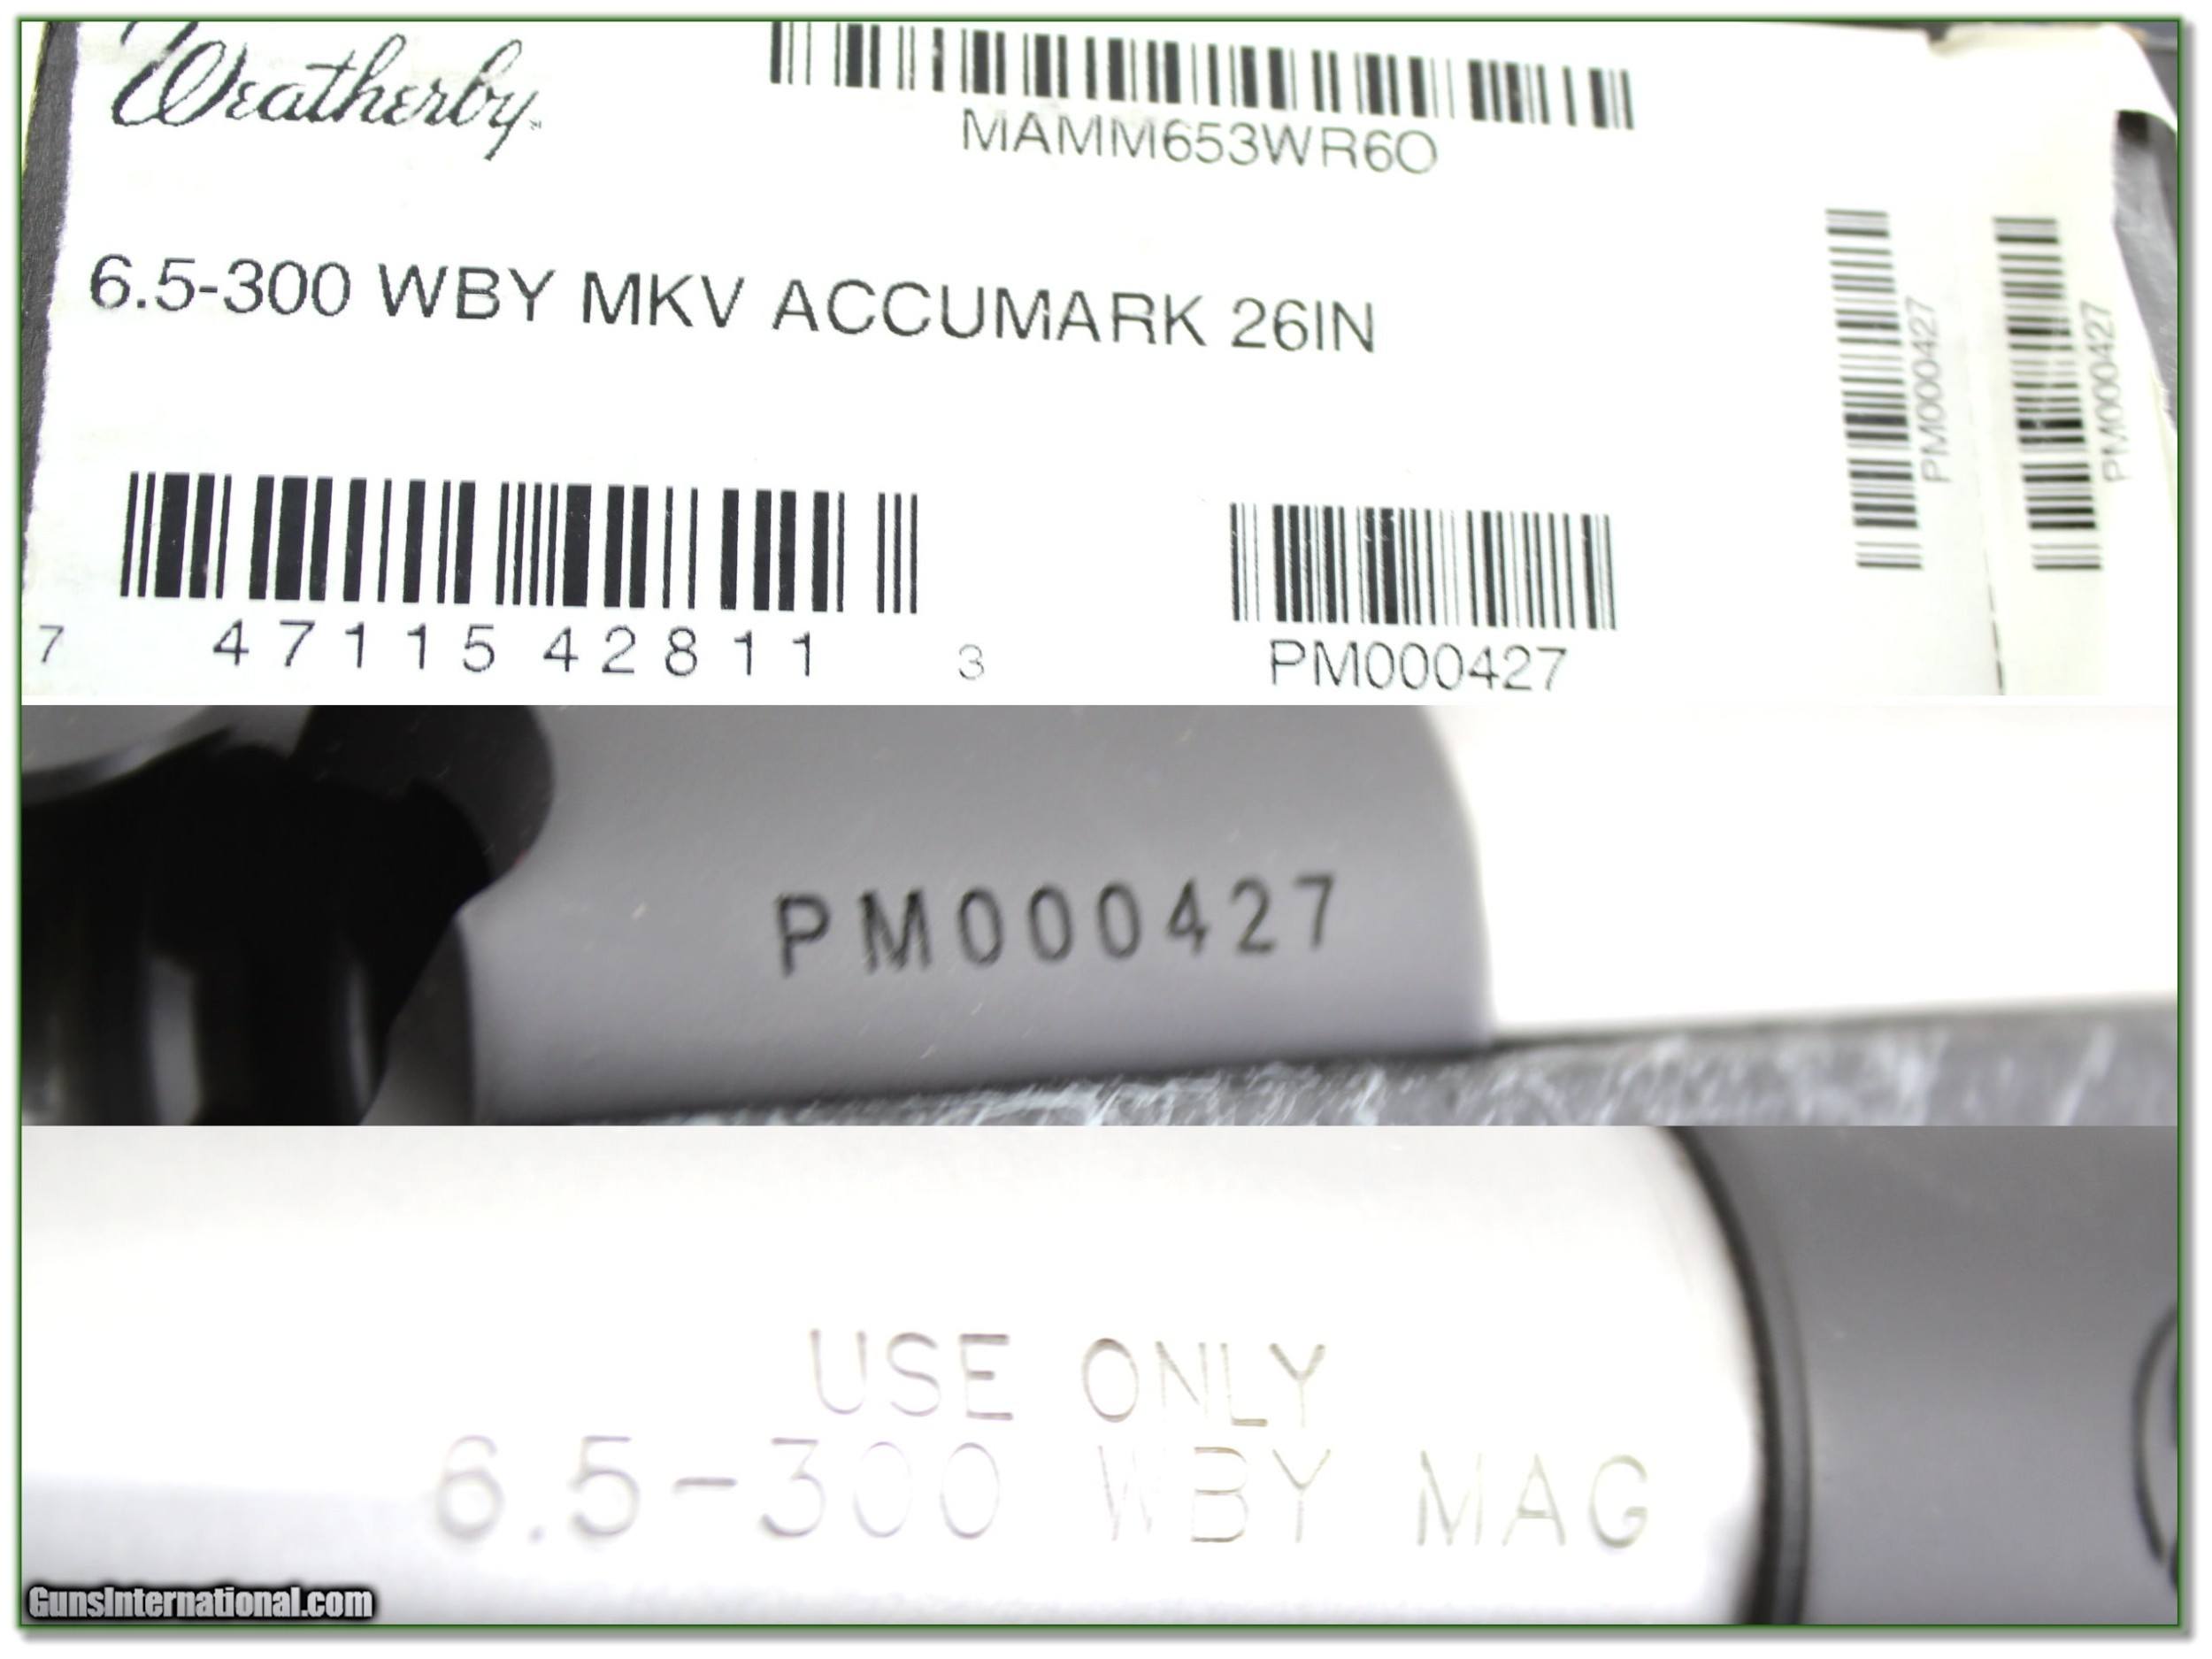 Weatherby
MAMM653WR6O
6.5-300 WBY MKV ACCUMARK 26IN
7 47115 42811 3
PM000427
PM000427
PM000427
PM000427
USE ONLY
6.5-300 WBY MAG
GunsInternational.com